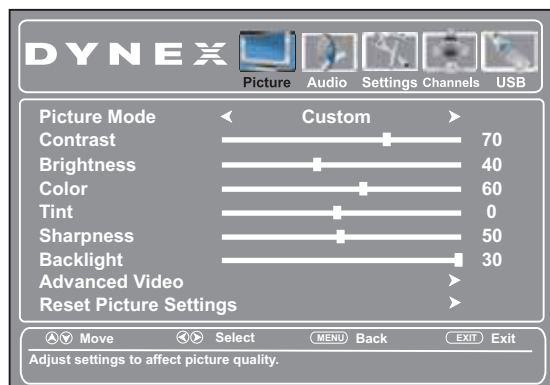 DYNEX
Picture Audio Settings Channels USB
Picture Mode < Custom >
Contrast 70
Brightness 40
Color 60
Tint 0
Sharpness 50
Backlight 30
Advanced Video >
Reset Picture Settings >
Move Select MENU Back EXIT Exit
Adjust settings to affect picture quality.